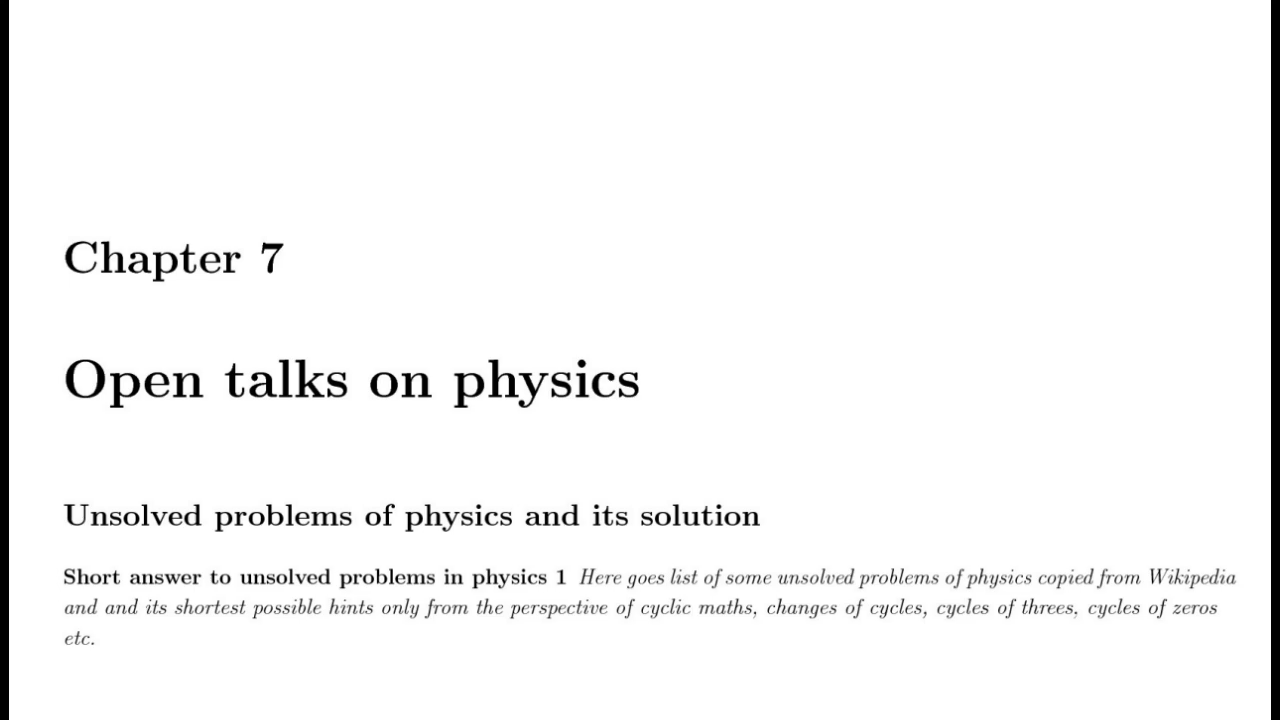 Chapter 7
Open talks on physics
Unsolved problems of physics and its solution
Short answer to unsolved problems in physics 1 Here goes list of some unsolved problems of physics copied from Wikipedia
and and its shortest possible hints only from the perspective of cyclic maths, changes of cycles, cycles of threes, cycles of zeros
etc.